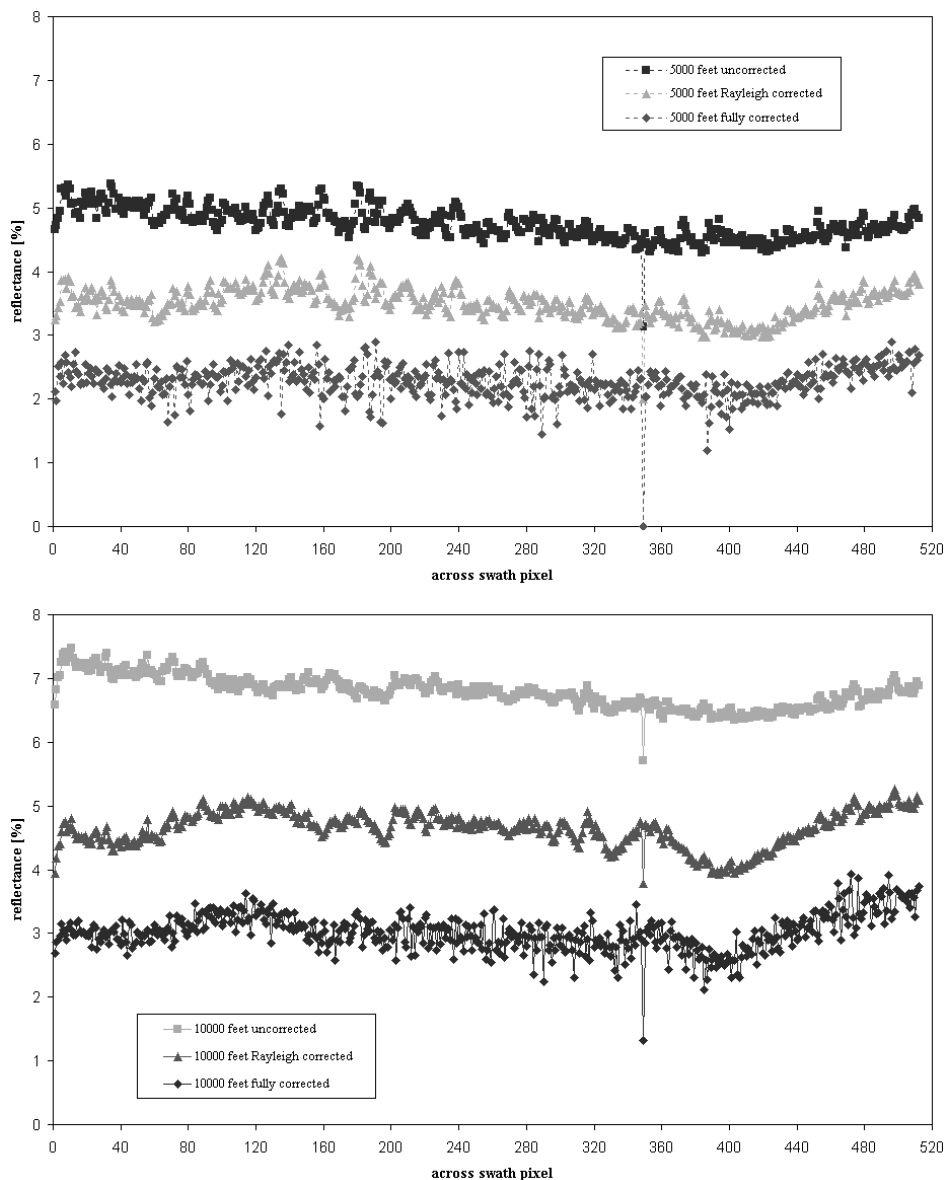 8
7
6
5
4
3
2
1
0
reflectance [%]
5000 feet uncorrected
5000 feet Rayleigh corrected
5000 feet fully corrected
0 40 80 120 160 200 240 280 320 360 400 440 480 520
across swath pixel
8
7
6
5
4
3
2
1
0
reflectance [%]
10000 feet uncorrected
10000 feet Rayleigh corrected
10000 feet fully corrected
0 40 80 120 160 200 240 280 320 360 400 440 480 520
across swath pixel